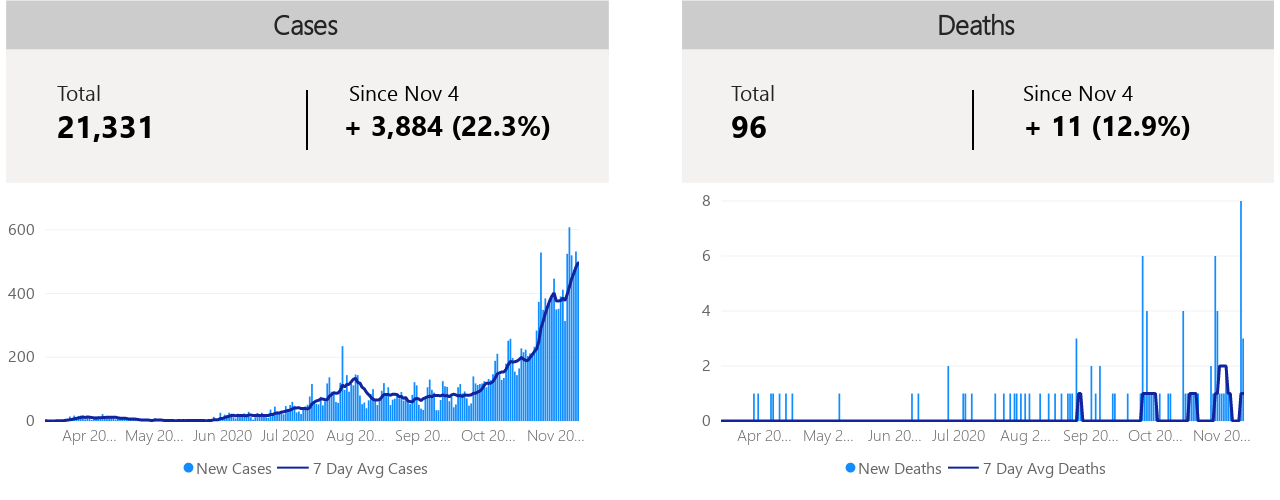 Cases
Total
21,331
Since Nov 4
+ 3,884 (22.3%)
600
400
200
0
Apr 20... May 20... Jun 2020 Jul 2020 Aug 20... Sep 20... Oct 20... Nov 20...
New Cases 7 Day Avg Cases
Deaths
Total
96
Since Nov 4
+ 11 (12.9%)
8
6
4
2
0
Apr 20... May 2... Jun 20... Jul 2020 Aug 2... Sep 20... Oct 20... Nov 20...
New Deaths 7 Day Avg Deaths